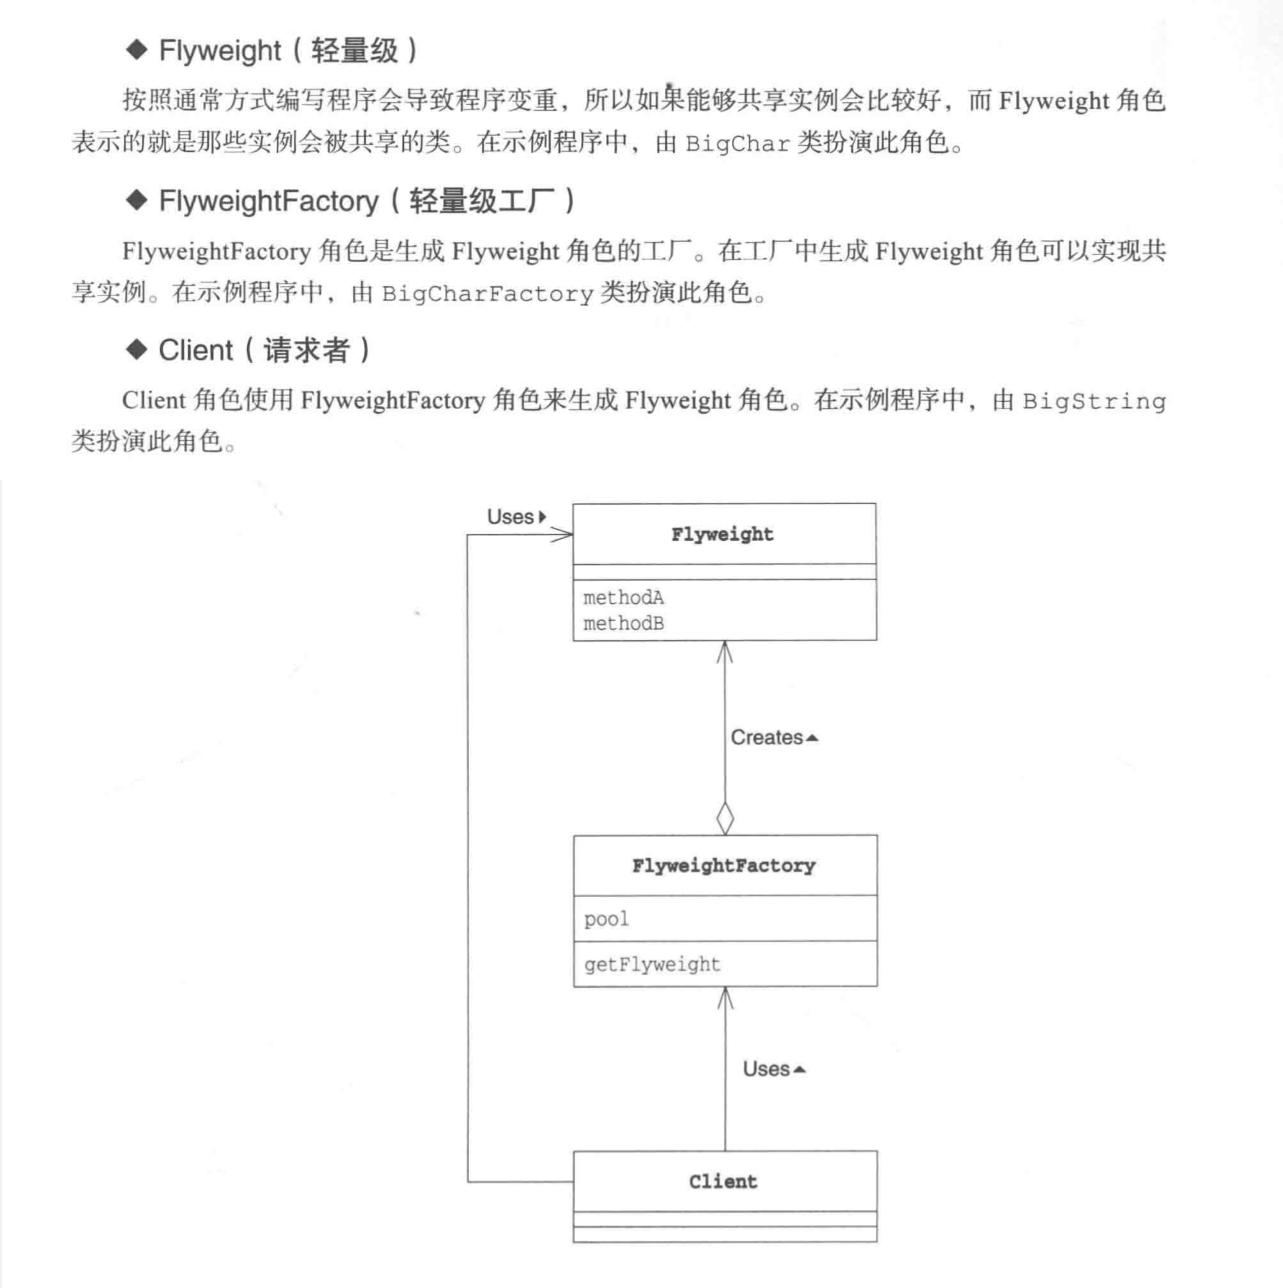 ◆ Flyweight（轻量级）
按照通常方式编写程序会导致程序变重，所以如果能够共享实例会比较好，而 Flyweight 角色
表示的就是那些实例会被共享的类。在示例程序中，由 BigChar 类扮演此角色。
◆ FlyweightFactory（轻量级工厂）
FlyweightFactory 角色是生成 Flyweight 角色的工厂。在工厂中生成 Flyweight 角色可以实现共
享实例。在示例程序中，由 BigCharFactory 类扮演此角色。
◆ Client（请求者）
Client 角色使用 FlyweightFactory 角色来生成 Flyweight 角色。在示例程序中，由 BigString
类扮演此角色。
Uses
Flyweight
methodA
methodB
Creates
FlyweightFactory
pool
getFlyweight
Uses
Client